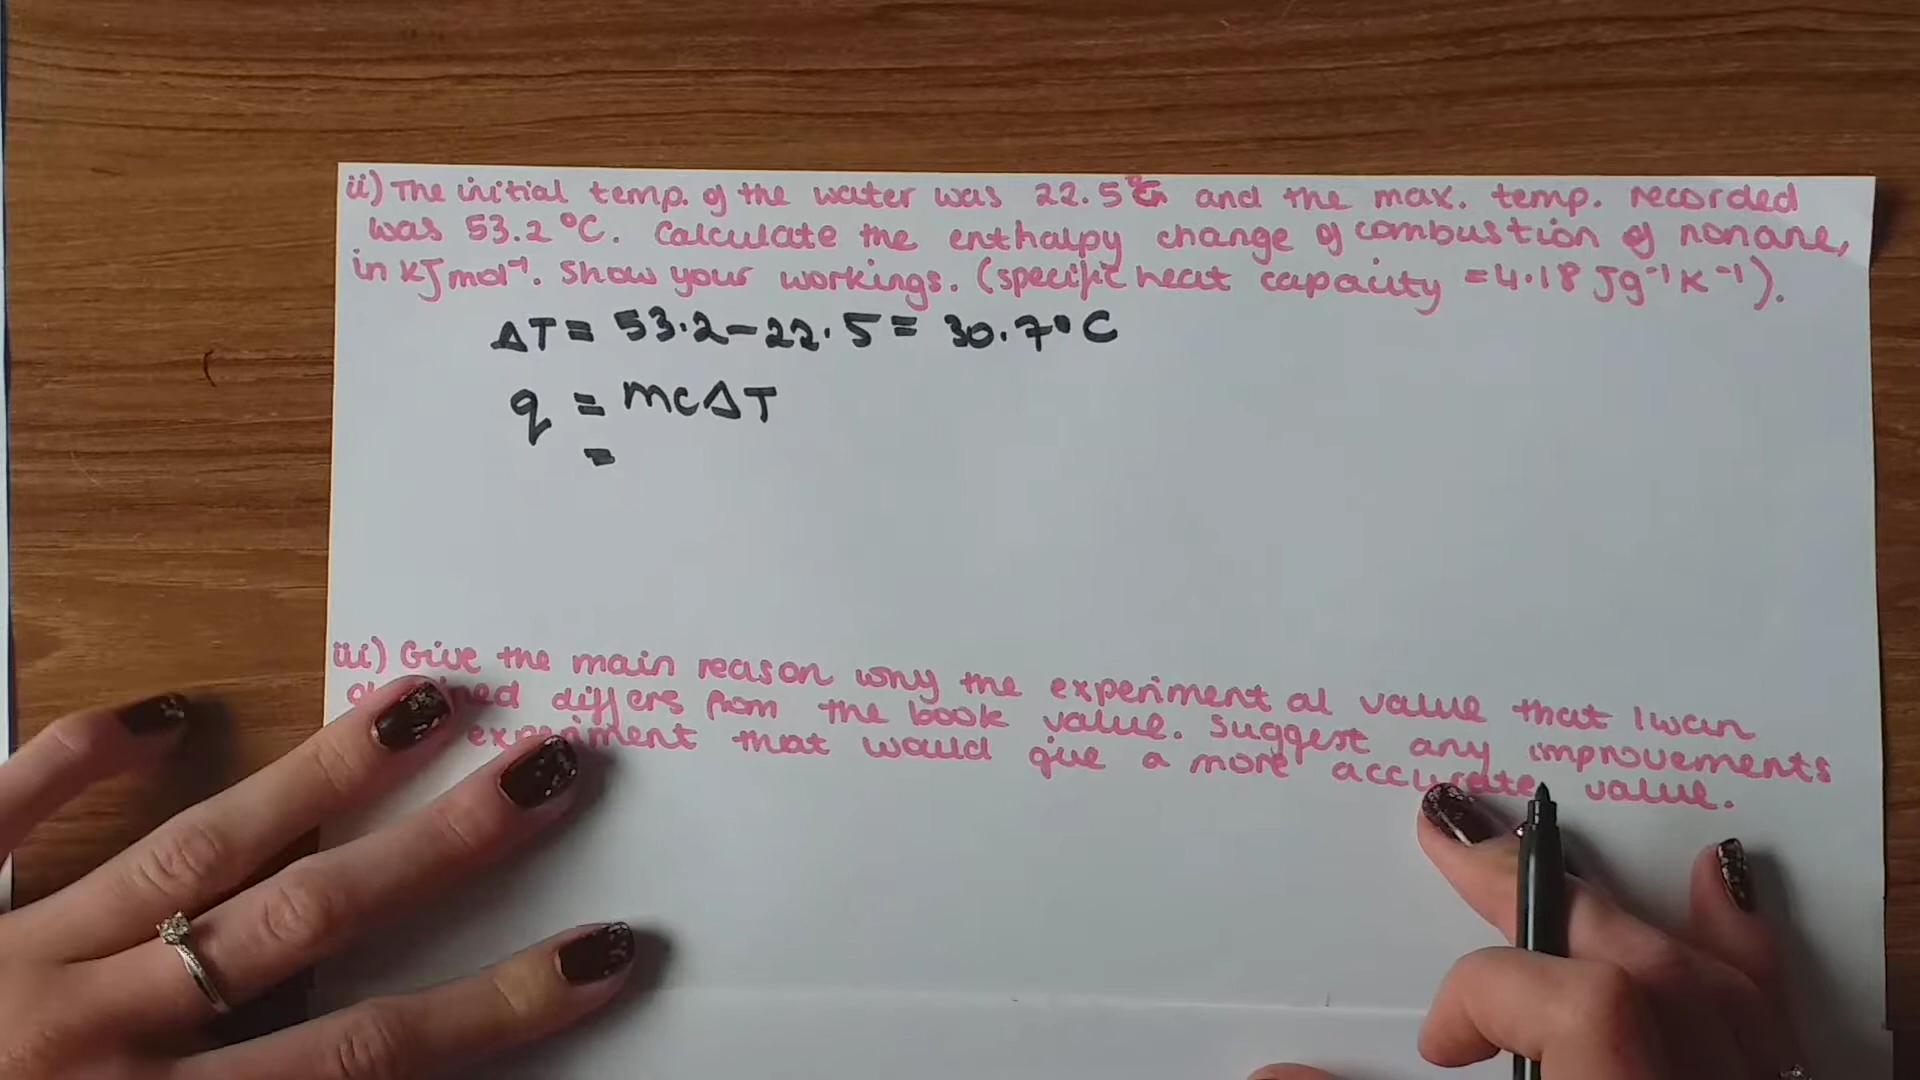 ii) The initial temp. of the water was 22.5°C and the max. temp. recorded
was 53.2 °C. Calculate the enthalpy change of combustion of nonane,
in kJmol⁻¹. Show your workings. (specific heat capacity = 4.18 Jg⁻¹K⁻¹).
ΔT = 53.2 - 22.5 = 30.7°C
q = mcΔT
=
iii) Give the main reason why the experiment al value that Iwan
differs from the book value. Suggest any improvements
experiment that would give a more accurate value.